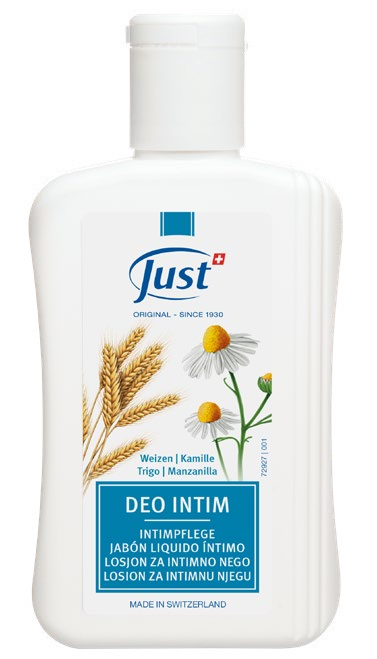 Just
ORIGINAL - SINCE 1930
Weizen | Kamille
Trigo | Manzanilla
72927 | 001
DEO INTIM
INTIMPFLEGE
JABÓN LIQUIDO ÍNTIMO
LOSJON ZA INTIMNO NEGO
LOSION ZA INTIMNU NJEGU
MADE IN SWITZERLAND